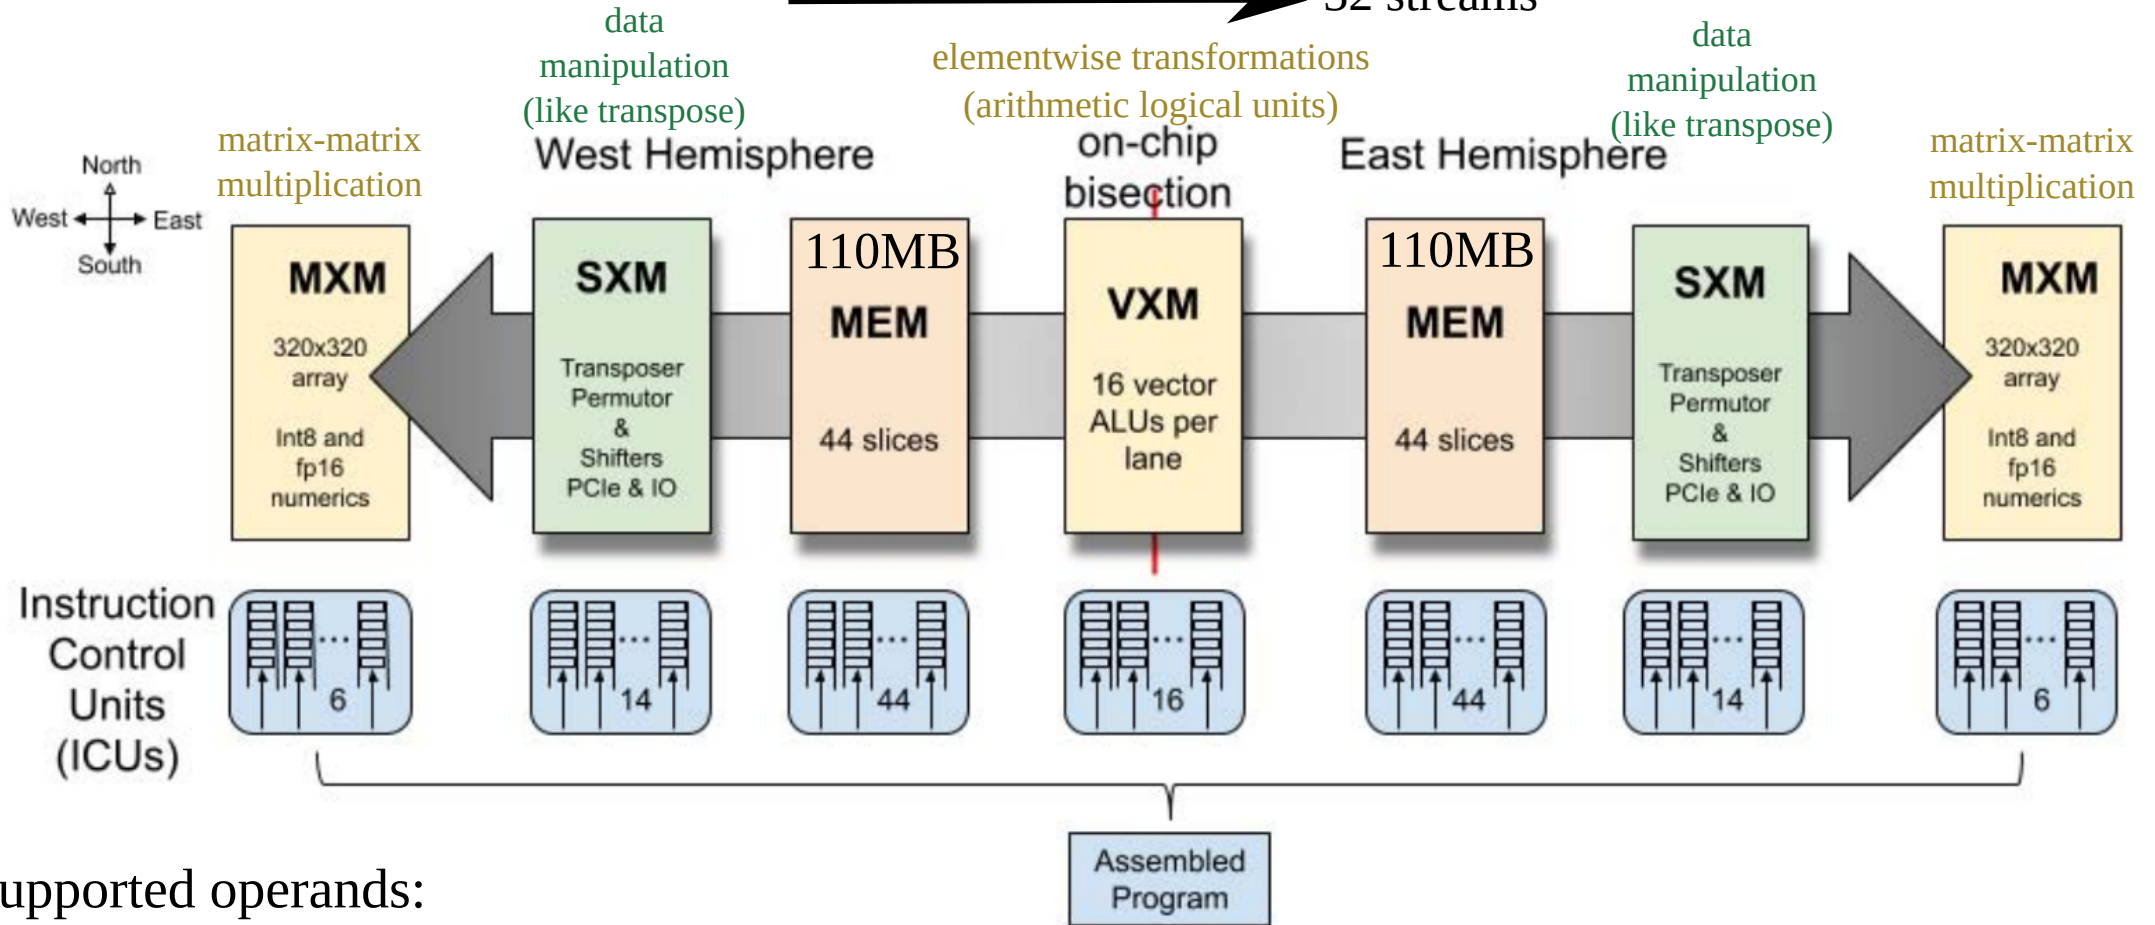 32 streams
data
manipulation
(like transpose)
elementwise transformations
(arithmetic logical units)
data
manipulation
(like transpose)
matrix-matrix
multiplication
matrix-matrix
multiplication
West Hemisphere
on-chip
bisection
East Hemisphere
North
West
East
South
MXM
320x320
array
Int8 and
fp16
numerics
SXM
Transposer
Permutor
&
Shifters
PCIe & IO
110MB
MEM
44 slices
VXM
16 vector
ALUs per
lane
110MB
MEM
44 slices
SXM
Transposer
Permutor
&
Shifters
PCIe & IO
MXM
320x320
array
Int8 and
fp16
numerics
Instruction
Control
Units
(ICUs)
...
6
...
14
...
44
...
16
...
44
...
14
...
6
Assembled
Program
upported operands: